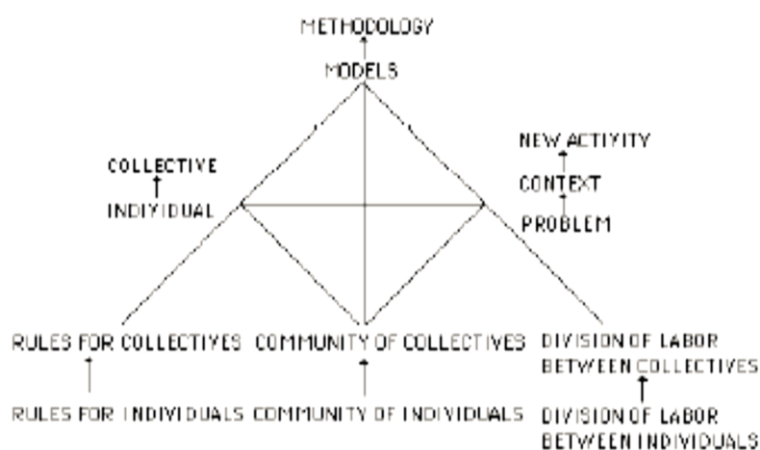 METHODOLOGY
MODELS
COLLECTIVE
INDIVIDUAL
NEW ACTIVITY
CONTEXT
PROBLEM
RULES FOR COLLECTIVES
COMMUNITY OF COLLECTIVES
DIVISION OF LABOR
BETWEEN COLLECTIVES
RULES FOR INDIVIDUALS
COMMUNITY OF INDIVIDUALS
DIVISION OF LABOR
BETWEEN INDIVIDUALS